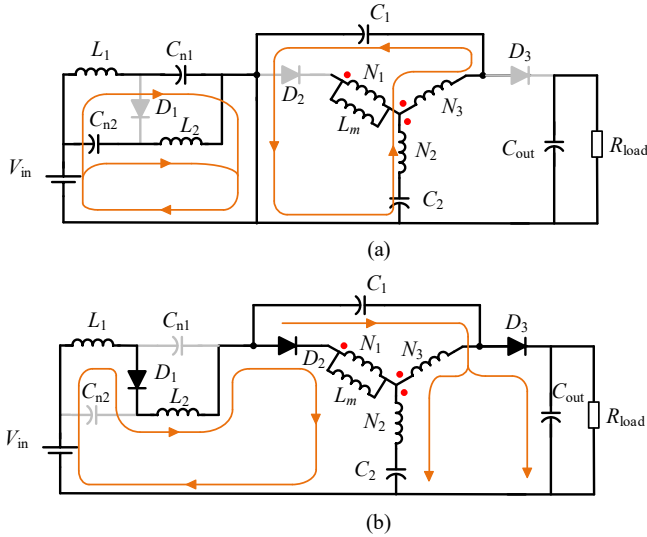 C1
L1 Cn1 D3
D2 N1 N3
D1 Lm
Cn2 L2 N2 Cout Rload
Vin
C2
(a)
C1
L1 Cn1 D3
D2 N1 N3
D1
Cn2 L2 Lm Cout Rload
N2
Vin
C2
(b)